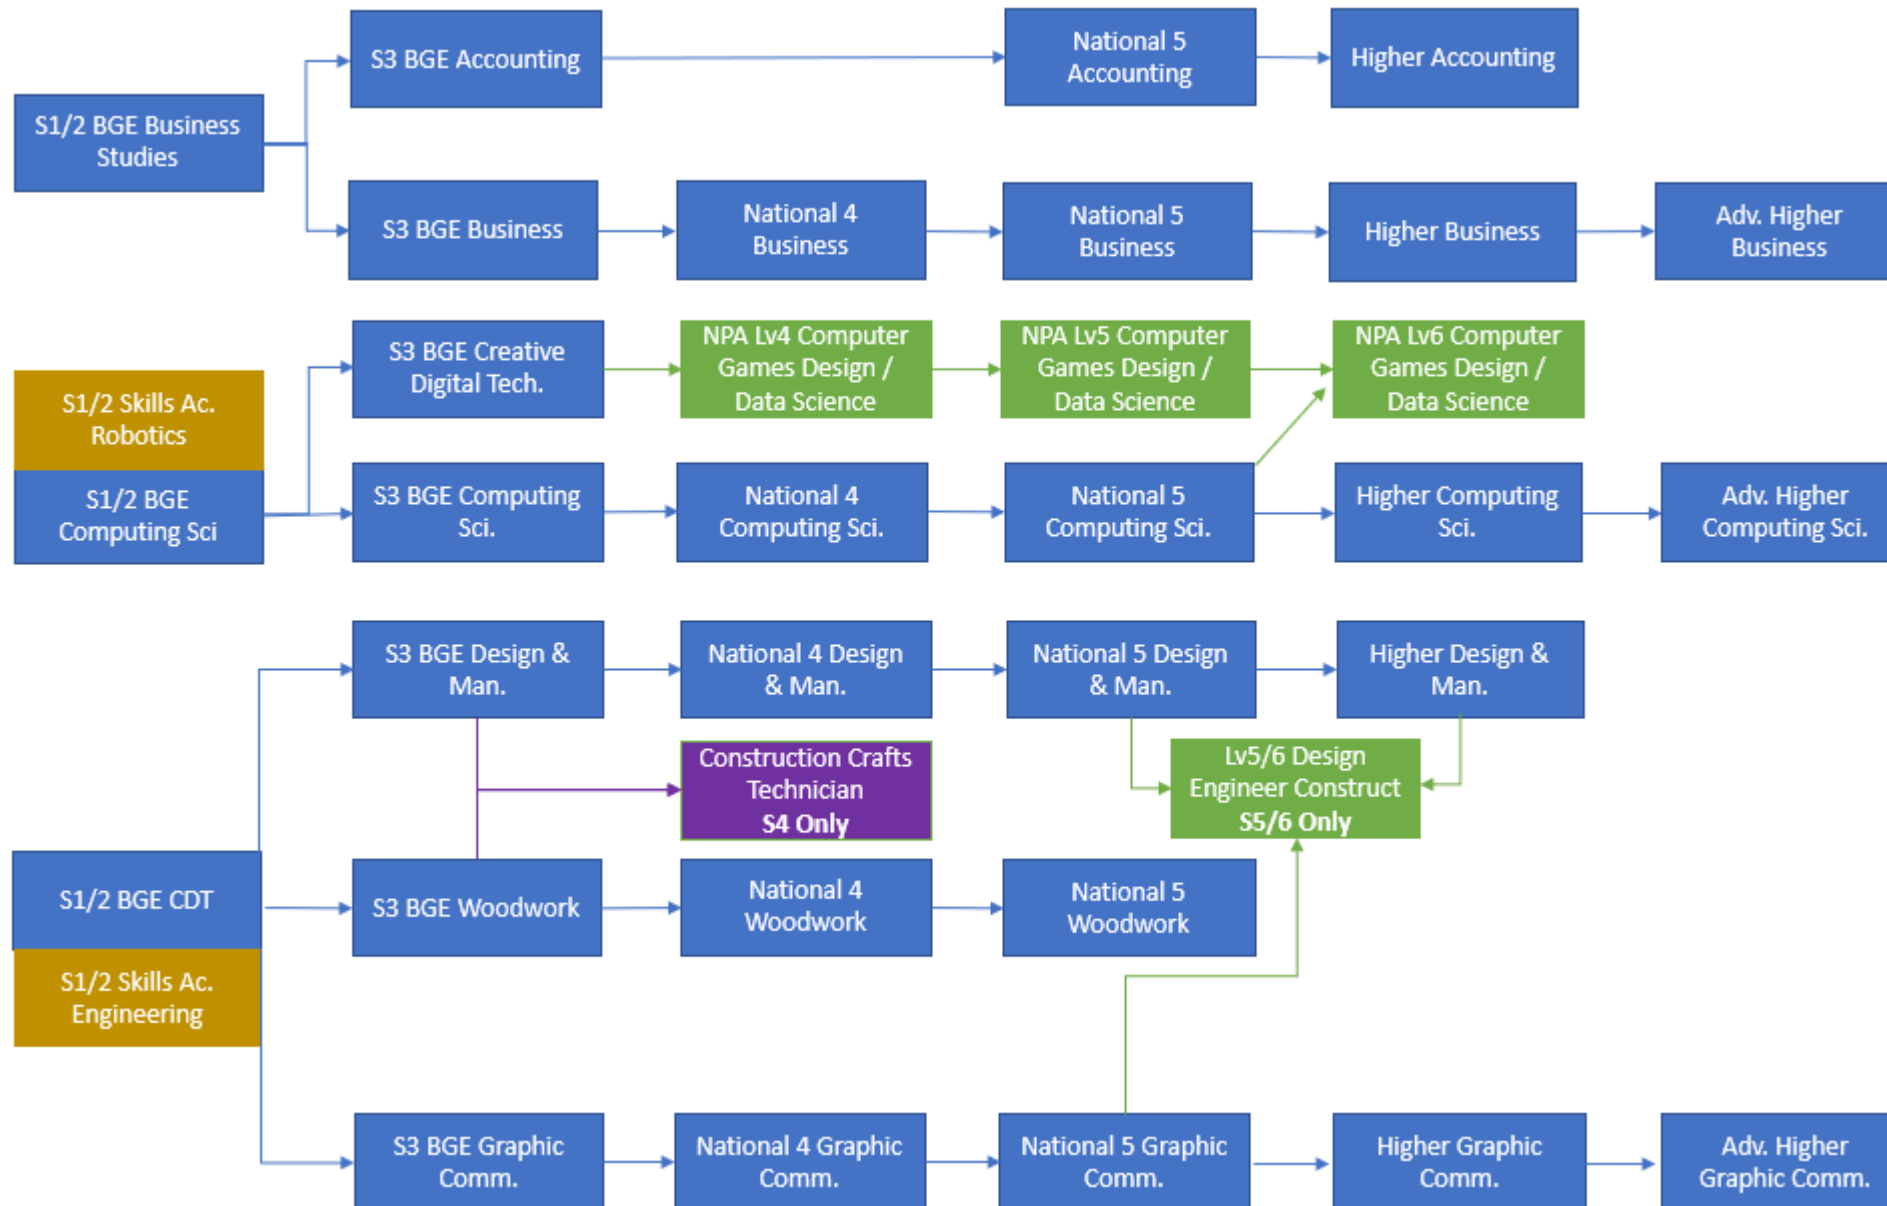 S3 BGE Accounting
National 5
Accounting
Higher Accounting
S1/2 BGE Business
Studies
S3 BGE Business
National 4
Business
National 5
Business
Higher Business
Adv. Higher
Business
S3 BGE Creative
Digital Tech.
NPA Lv4 Computer
Games Design /
Data Science
NPA Lv5 Computer
Games Design /
Data Science
NPA Lv6 Computer
Games Design /
Data Science
S1/2 Skills Ac.
Robotics
S1/2 BGE
Computing Sci
S3 BGE Computing
Sci.
National 4
Computing Sci.
National 5
Computing Sci.
Higher Computing
Sci.
Adv. Higher
Computing Sci.
S3 BGE Design &
Man.
National 4 Design
& Man.
National 5 Design
& Man.
Higher Design &
Man.
Construction Crafts
Technician
S4 Only
Lv5/6 Design
Engineer Construct
S5/6 Only
S1/2 BGE CDT
S3 BGE Woodwork
National 4
Woodwork
National 5
Woodwork
S1/2 Skills Ac.
Engineering
S3 BGE Graphic
Comm.
National 4 Graphic
Comm.
National 5 Graphic
Comm.
Higher Graphic
Comm.
Adv. Higher
Graphic Comm.